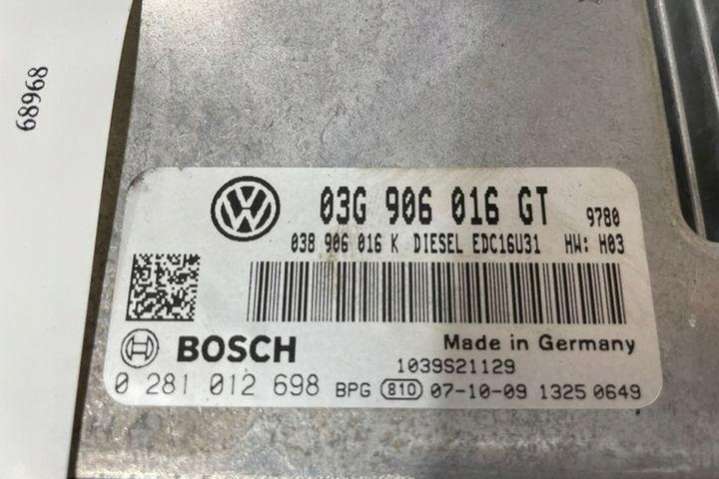 68968
03G 906 016 GT 9780
038 906 016 K DIESEL EDC16U31 HW: H03
BOSCH
Made in Germany
1039S21129
0 281 012 698 BPG 810 07-10-09 1325 0649